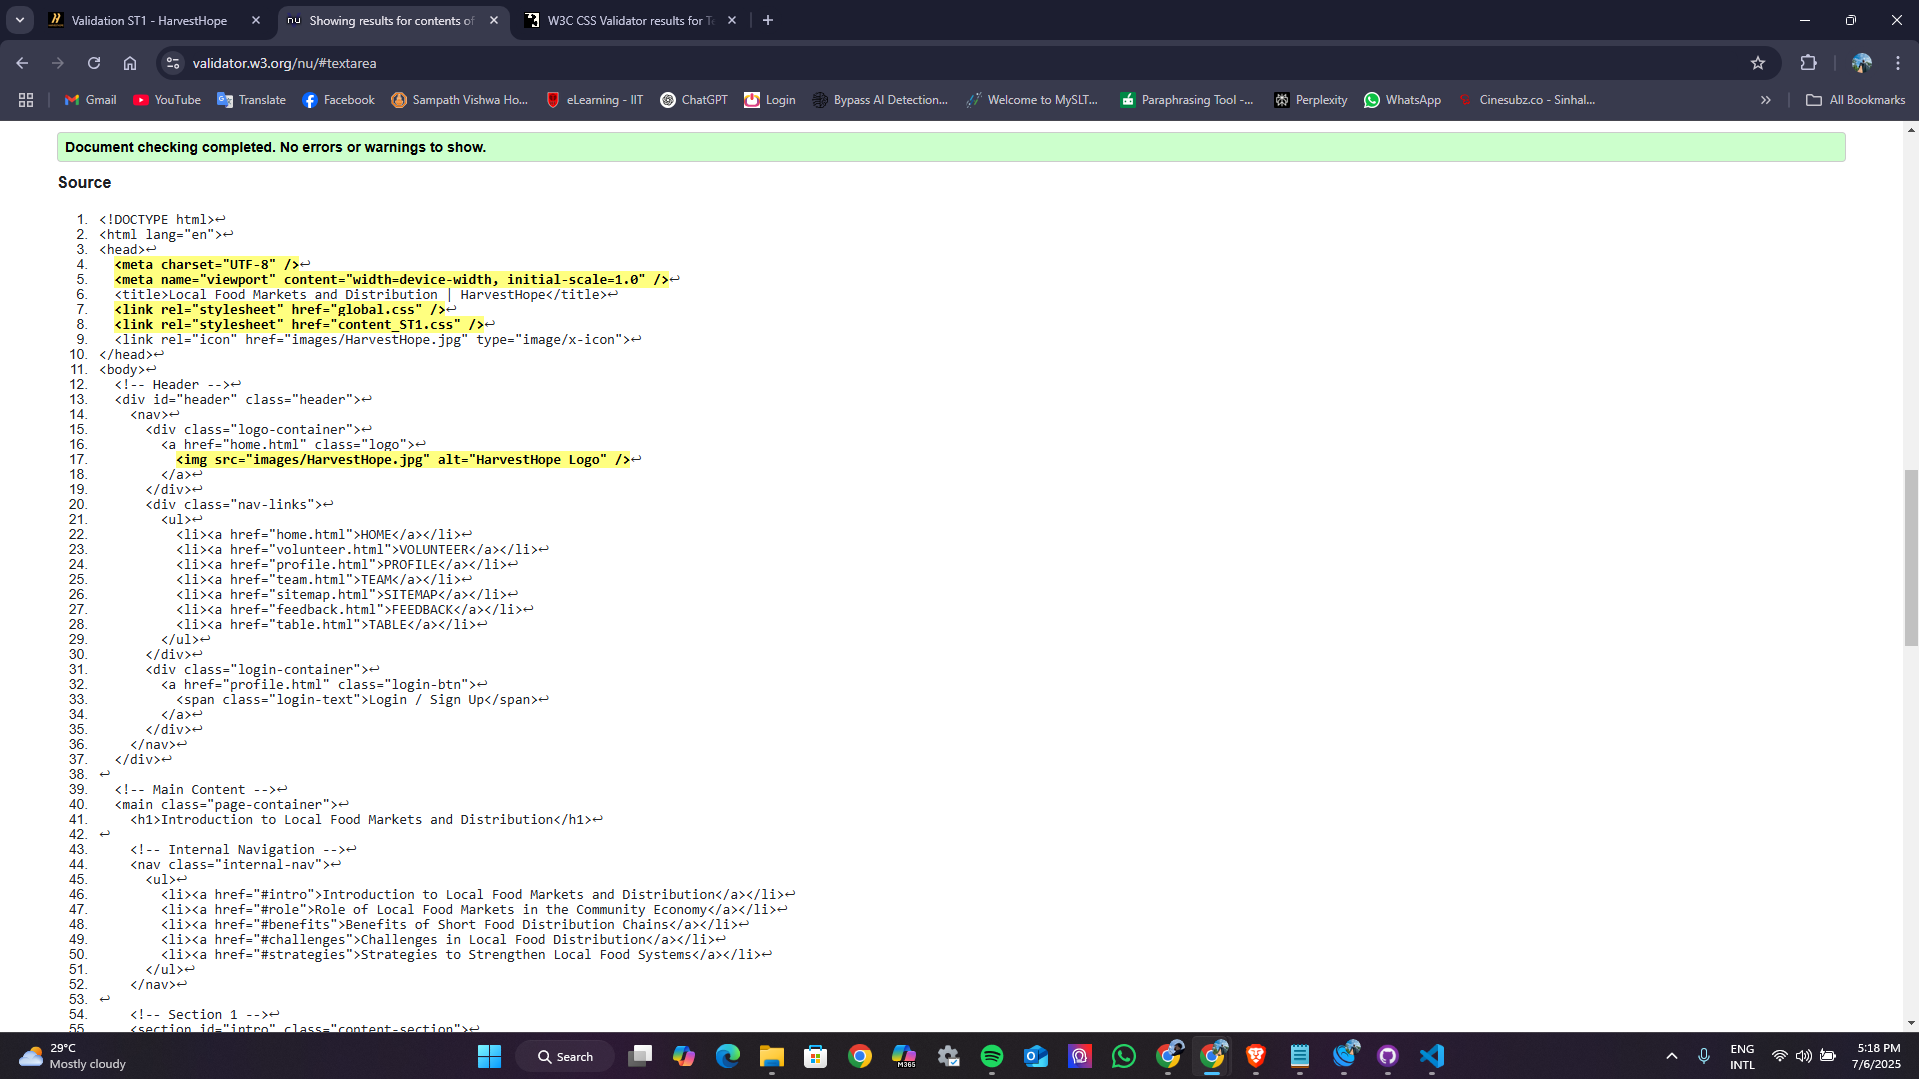 Validation ST1 - HarvestHope
Showing results for contents of
W3C CSS Validator results for Te
validator.w3.org/nu/#textarea
Gmail YouTube Translate Facebook Sampath Vishwa Ho... eLearning - IIT ChatGPT Login Bypass AI Detection... Welcome to MySLT... Paraphrasing Tool -... Perplexity WhatsApp Cinesubz.co - Sinhal... » All Bookmarks
Document checking completed. No errors or warnings to show.
Source
1. <!DOCTYPE html>↩
2. <html lang="en">↩
3. <head>↩
4. <meta charset="UTF-8" />↩
5. <meta name="viewport" content="width=device-width, initial-scale=1.0" />↩
6. <title>Local Food Markets and Distribution | HarvestHope</title>↩
7. <link rel="stylesheet" href="global.css" />↩
8. <link rel="stylesheet" href="content_ST1.css" />↩
9. <link rel="icon" href="images/HarvestHope.jpg" type="image/x-icon">↩
10. </head>↩
11. <body>↩
12. <!-- Header -->↩
13. <div id="header" class="header">↩
14. <nav>↩
15. <div class="logo-container">↩
16. <a href="home.html" class="logo">↩
17. <img src="images/HarvestHope.jpg" alt="HarvestHope Logo" />↩
18. </a>↩
19. </div>↩
20. <div class="nav-links">↩
21. <ul>↩
22. <li><a href="home.html">HOME</a></li>↩
23. <li><a href="volunteer.html">VOLUNTEER</a></li>↩
24. <li><a href="profile.html">PROFILE</a></li>↩
25. <li><a href="team.html">TEAM</a></li>↩
26. <li><a href="sitemap.html">SITEMAP</a></li>↩
27. <li><a href="feedback.html">FEEDBACK</a></li>↩
28. <li><a href="table.html">TABLE</a></li>↩
29. </ul>↩
30. </div>↩
31. <div class="login-container">↩
32. <a href="profile.html" class="login-btn">↩
33. <span class="login-text">Login / Sign Up</span>↩
34. </a>↩
35. </div>↩
36. </nav>↩
37. </div>↩
38. ↩
39. <!-- Main Content -->↩
40. <main class="page-container">↩
41. <h1>Introduction to Local Food Markets and Distribution</h1>↩
42. ↩
43. <!-- Internal Navigation -->↩
44. <nav class="internal-nav">↩
45. <ul>↩
46. <li><a href="#intro">Introduction to Local Food Markets and Distribution</a></li>↩
47. <li><a href="#role">Role of Local Food Markets in the Community Economy</a></li>↩
48. <li><a href="#benefits">Benefits of Short Food Distribution Chains</a></li>↩
49. <li><a href="#challenges">Challenges in Local Food Distribution</a></li>↩
50. <li><a href="#strategies">Strategies to Strengthen Local Food Systems</a></li>↩
51. </ul>↩
52. </nav>↩
53. ↩
54. <!-- Section 1 -->↩
55. <section id="intro" class="content-section">↩
29°C
Mostly cloudy
Search
M365
ENG
INTL
5:18 PM
7/6/2025